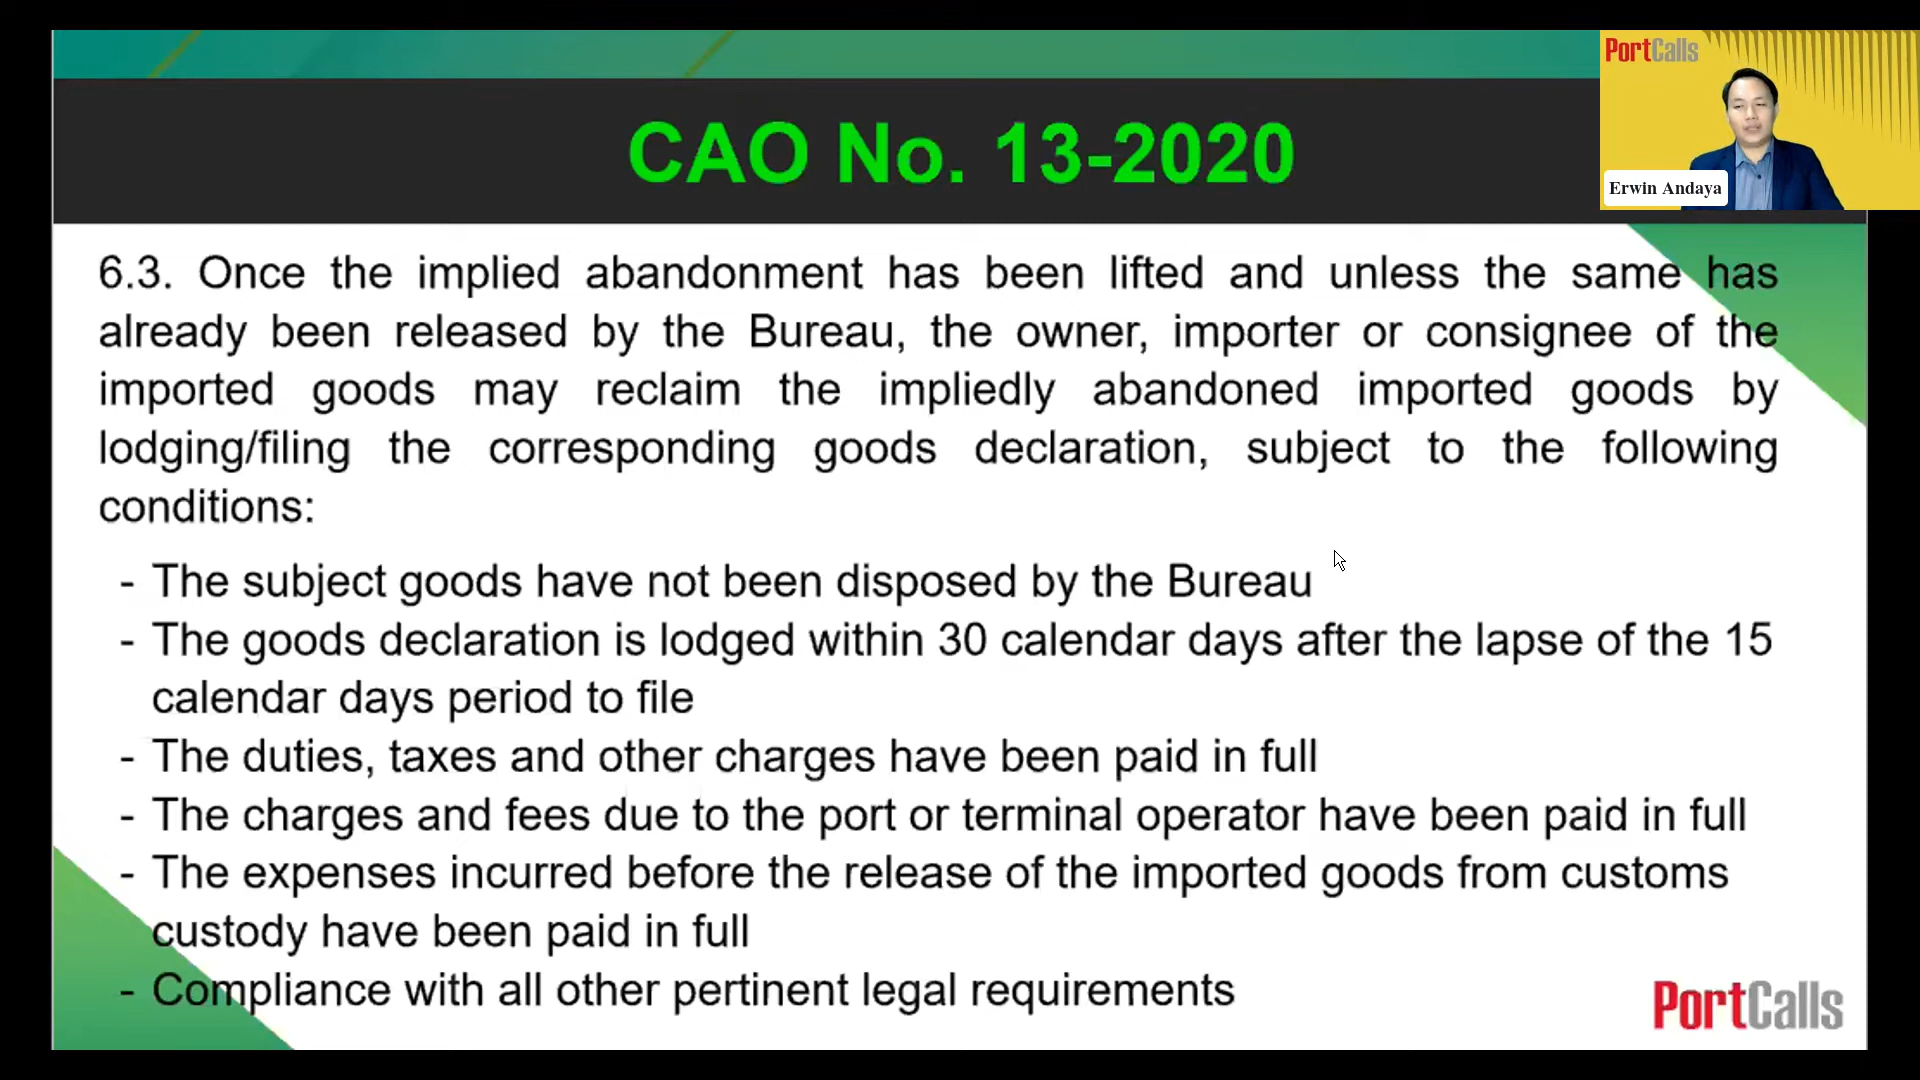 PortCalls
Erwin Andaya
CAO No. 13-2020
6.3. Once the implied abandonment has been lifted and unless the same has
already been released by the Bureau, the owner, importer or consignee of the
imported goods may reclaim the impliedly abandoned imported goods by
lodging/filing the corresponding goods declaration, subject to the following
conditions:
- The subject goods have not been disposed by the Bureau
- The goods declaration is lodged within 30 calendar days after the lapse of the 15
calendar days period to file
- The duties, taxes and other charges have been paid in full
- The charges and fees due to the port or terminal operator have been paid in full
- The expenses incurred before the release of the imported goods from customs
custody have been paid in full
- Compliance with all other pertinent legal requirements
PortCalls